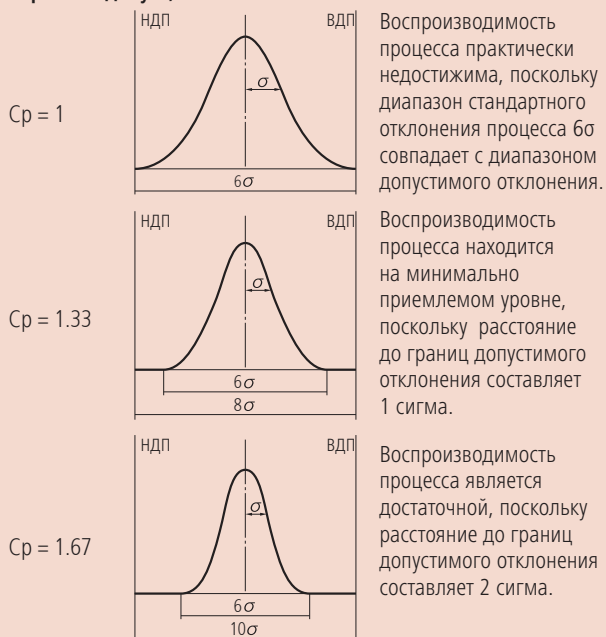 НДП ВДП
Cp = 1
σ
6σ
Воспроизводимость
процесса практически
недостижима, поскольку
диапазон стандартного
отклонения процесса 6σ
совпадает с диапазоном
допустимого отклонения.
НДП ВДП
Cp = 1.33
σ
6σ
8σ
Воспроизводимость
процесса находится
на минимально
приемлемом уровне,
поскольку расстояние
до границ допустимого
отклонения составляет
1 сигма.
НДП ВДП
Cp = 1.67
σ
6σ
10σ
Воспроизводимость
процесса является
достаточной, поскольку
расстояние до границ
допустимого отклонения
составляет 2 сигма.